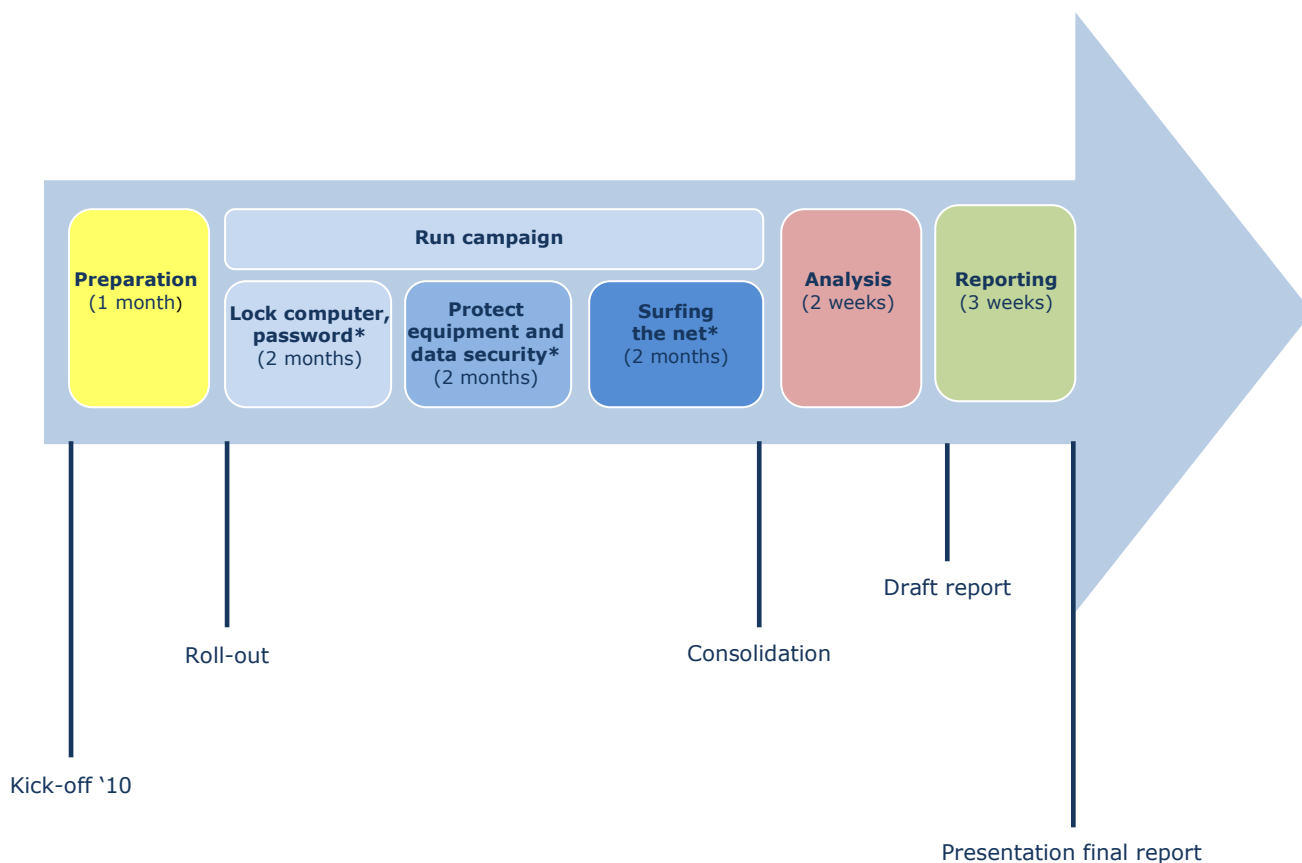 Run campaign
Preparation
(1 month)
Lock computer,
password*
(2 months)
Protect
equipment and
data security*
(2 months)
Surfing
the net*
(2 months)
Analysis
(2 weeks)
Reporting
(3 weeks)
Draft report
Roll-out
Consolidation
Kick-off ‘10
Presentation final report